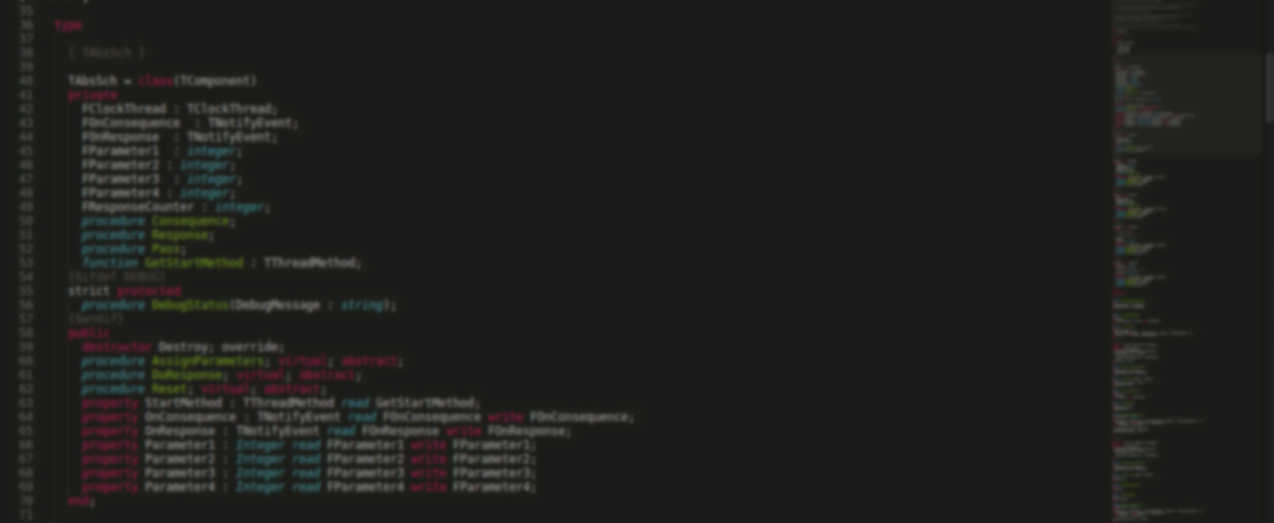 35
36 type
37
38 { TAbsSch }
39
40 TAbsSch = class(TComponent)
41 private
42 FClockThread : TClockThread;
43 FOnConsequence : TNotifyEvent;
44 FOnResponse : TNotifyEvent;
45 FParameter1 : integer;
46 FParameter2 : integer;
47 FParameter3 : integer;
48 FParameter4 : integer;
49 FResponseCounter : integer;
50 procedure Consequence;
51 procedure Response;
52 procedure Pass;
53 function GetStartMethod : TThreadMethod;
54 {$ifdef DEBUG}
55 strict protected
56 procedure DebugStatus(DebugMessage : string);
57 {$endif}
58 public
59 destructor Destroy; override;
60 procedure AssignParameters; virtual; abstract;
61 procedure DoResponse; virtual; abstract;
62 procedure Reset; virtual; abstract;
63 property StartMethod : TThreadMethod read GetStartMethod;
64 property OnConsequence : TNotifyEvent read FOnConsequence write FOnConsequence;
65 property OnResponse : TNotifyEvent read FOnResponse write FOnResponse;
66 property Parameter1 : Integer read FParameter1 write FParameter1;
67 property Parameter2 : Integer read FParameter2 write FParameter2;
68 property Parameter3 : Integer read FParameter3 write FParameter3;
69 property Parameter4 : Integer read FParameter4 write FParameter4;
70 end;
71